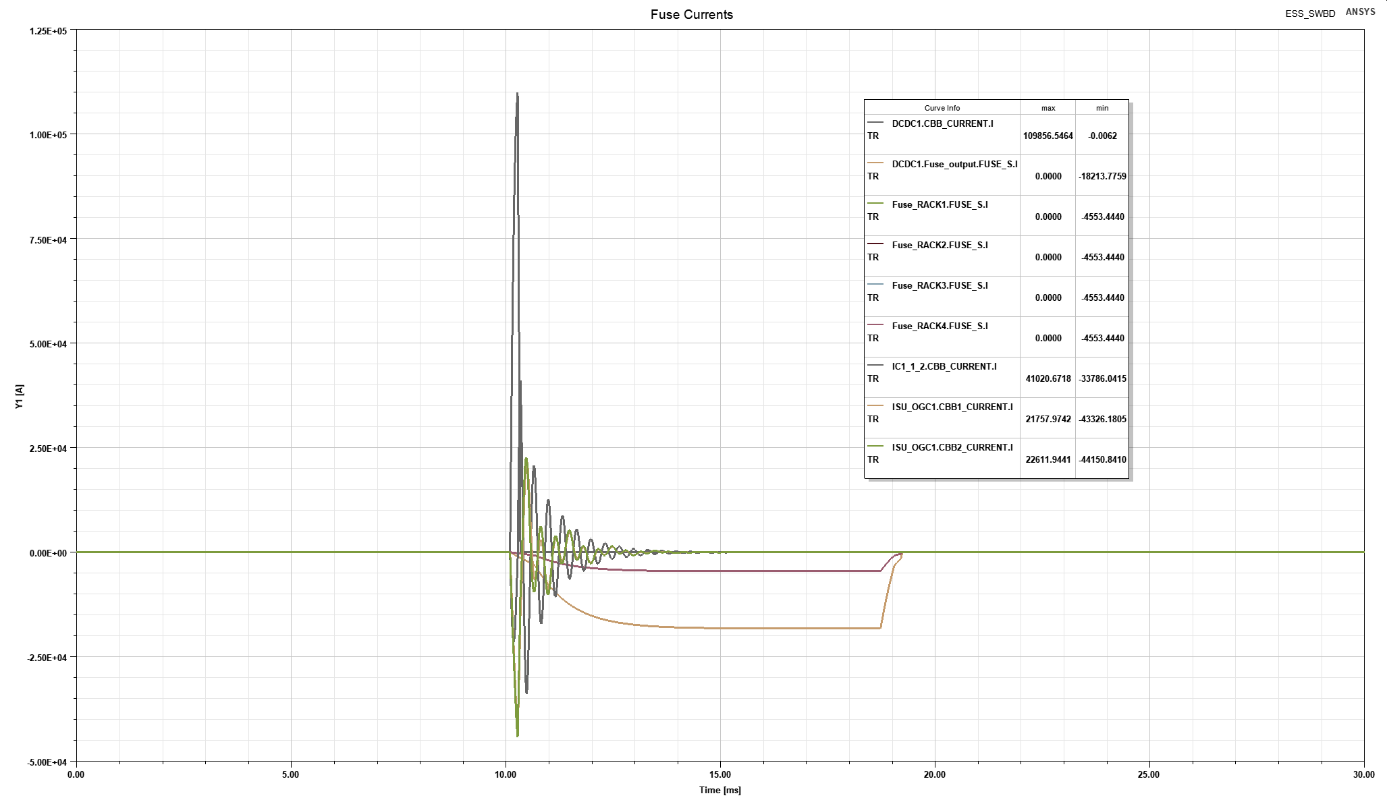 Fuse Currents
ESS_SWBD ANSYS
1.25E+05
1.00E+05
7.50E+04
5.00E+04
2.50E+04
0.00E+00
-2.50E+04
-5.00E+04
Y1 [A]
0.00 5.00 10.00 15.00 20.00 25.00 30.00
Time [ms]
Curve Info max min
DCDC1.CBB_CURRENT.I
TR 109856.5464 -0.0062
DCDC1.Fuse_output.FUSE_S.I
TR 0.0000 -18213.7759
Fuse_RACK1.FUSE_S.I
TR 0.0000 -4553.4440
Fuse_RACK2.FUSE_S.I
TR 0.0000 -4553.4440
Fuse_RACK3.FUSE_S.I
TR 0.0000 -4553.4440
Fuse_RACK4.FUSE_S.I
TR 0.0000 -4553.4440
IC1_1_2.CBB_CURRENT.I
TR 41020.6718 -33786.0415
ISU_OGC1.CBB1_CURRENT.I
TR 21757.9742 -43326.1805
ISU_OGC1.CBB2_CURRENT.I
TR 22611.9441 -44150.8410